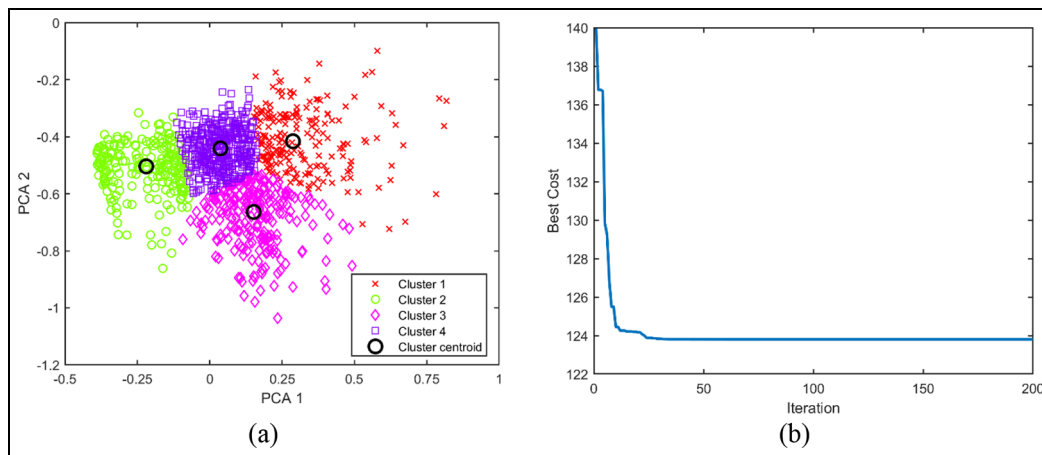 0
-0.2
-0.4
-0.6
-0.8
-1
-1.2
PCA 2
-0.5
-0.25
0
0.25
0.5
0.75
1
PCA 1
Cluster 1
Cluster 2
Cluster 3
Cluster 4
Cluster centroid
(a)
140
138
136
134
132
130
128
126
124
122
Best Cost
0
50
100
150
200
Iteration
(b)